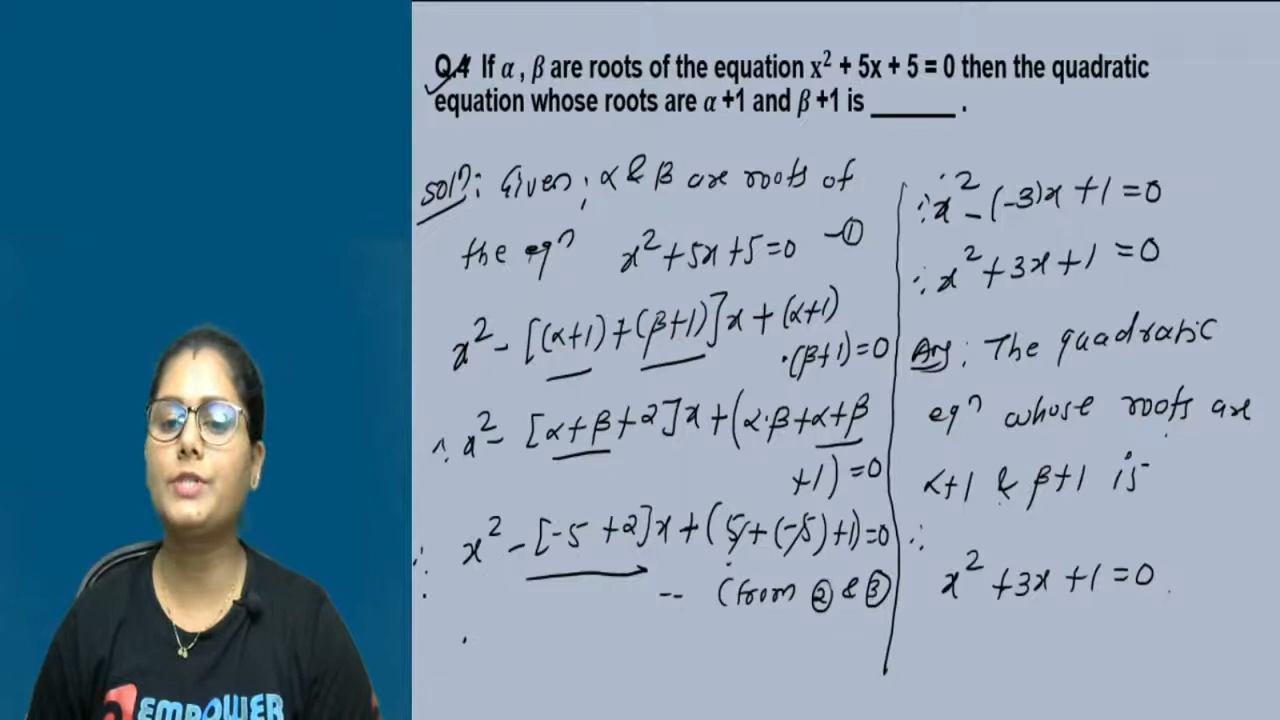 Q.4 If α , β are roots of the equation x² + 5x + 5 = 0 then the quadratic
equation whose roots are α +1 and β +1 is ______ .
Solⁿ: Given; α & β are roots of
the eqⁿ x² + 5x + 5 = 0 —①
x² - [(α+1) + (β+1)]x + (α+1)
·(β+1) = 0
∴ x² - [α+β+2]x + (α·β+α+β
+1) = 0
∴ x² - [-5 +2]x + (5 + (-5) + 1) = 0
-- (from ② & ③
∴ x² - (-3)x + 1 = 0
∴ x² + 3x + 1 = 0
Ans: The quadratic
eqⁿ whose roots are
α+1 & β+1 is
∴
x² + 3x + 1 = 0
EMPOWER